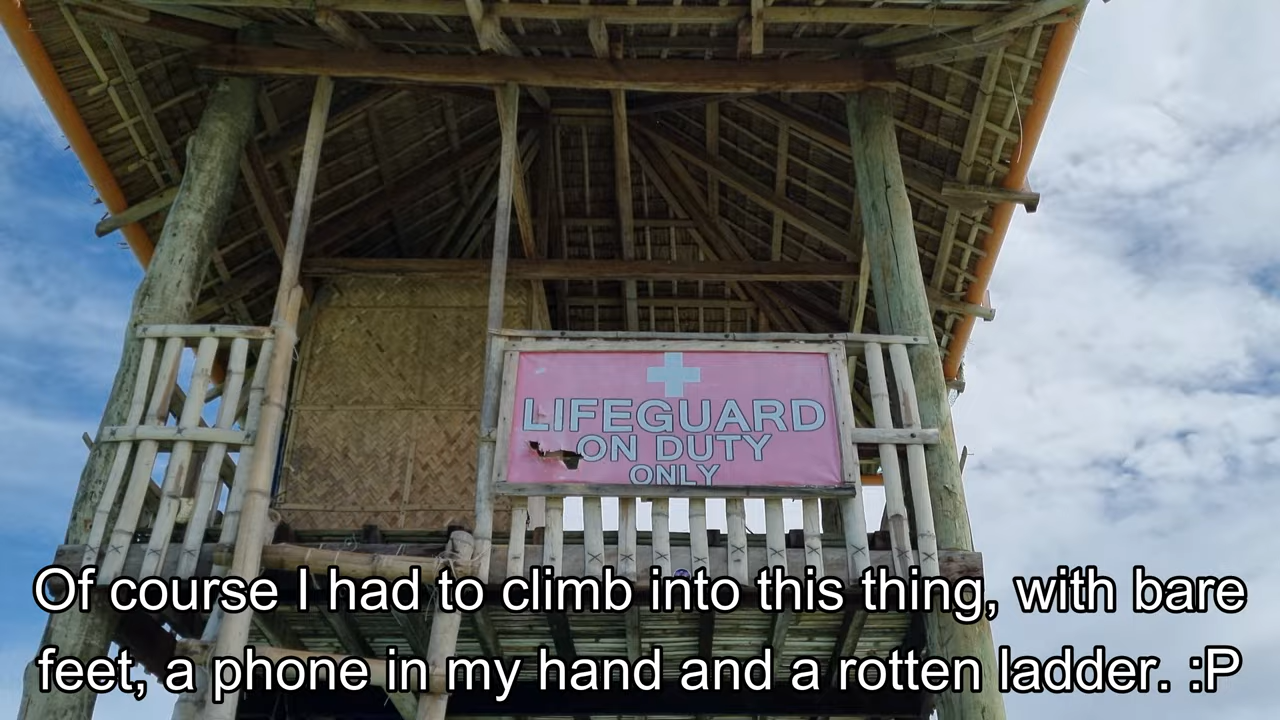 LIFEGUARD
ON DUTY
ONLY
Of course I had to climb into this thing, with bare
feet, a phone in my hand and a rotten ladder. :P